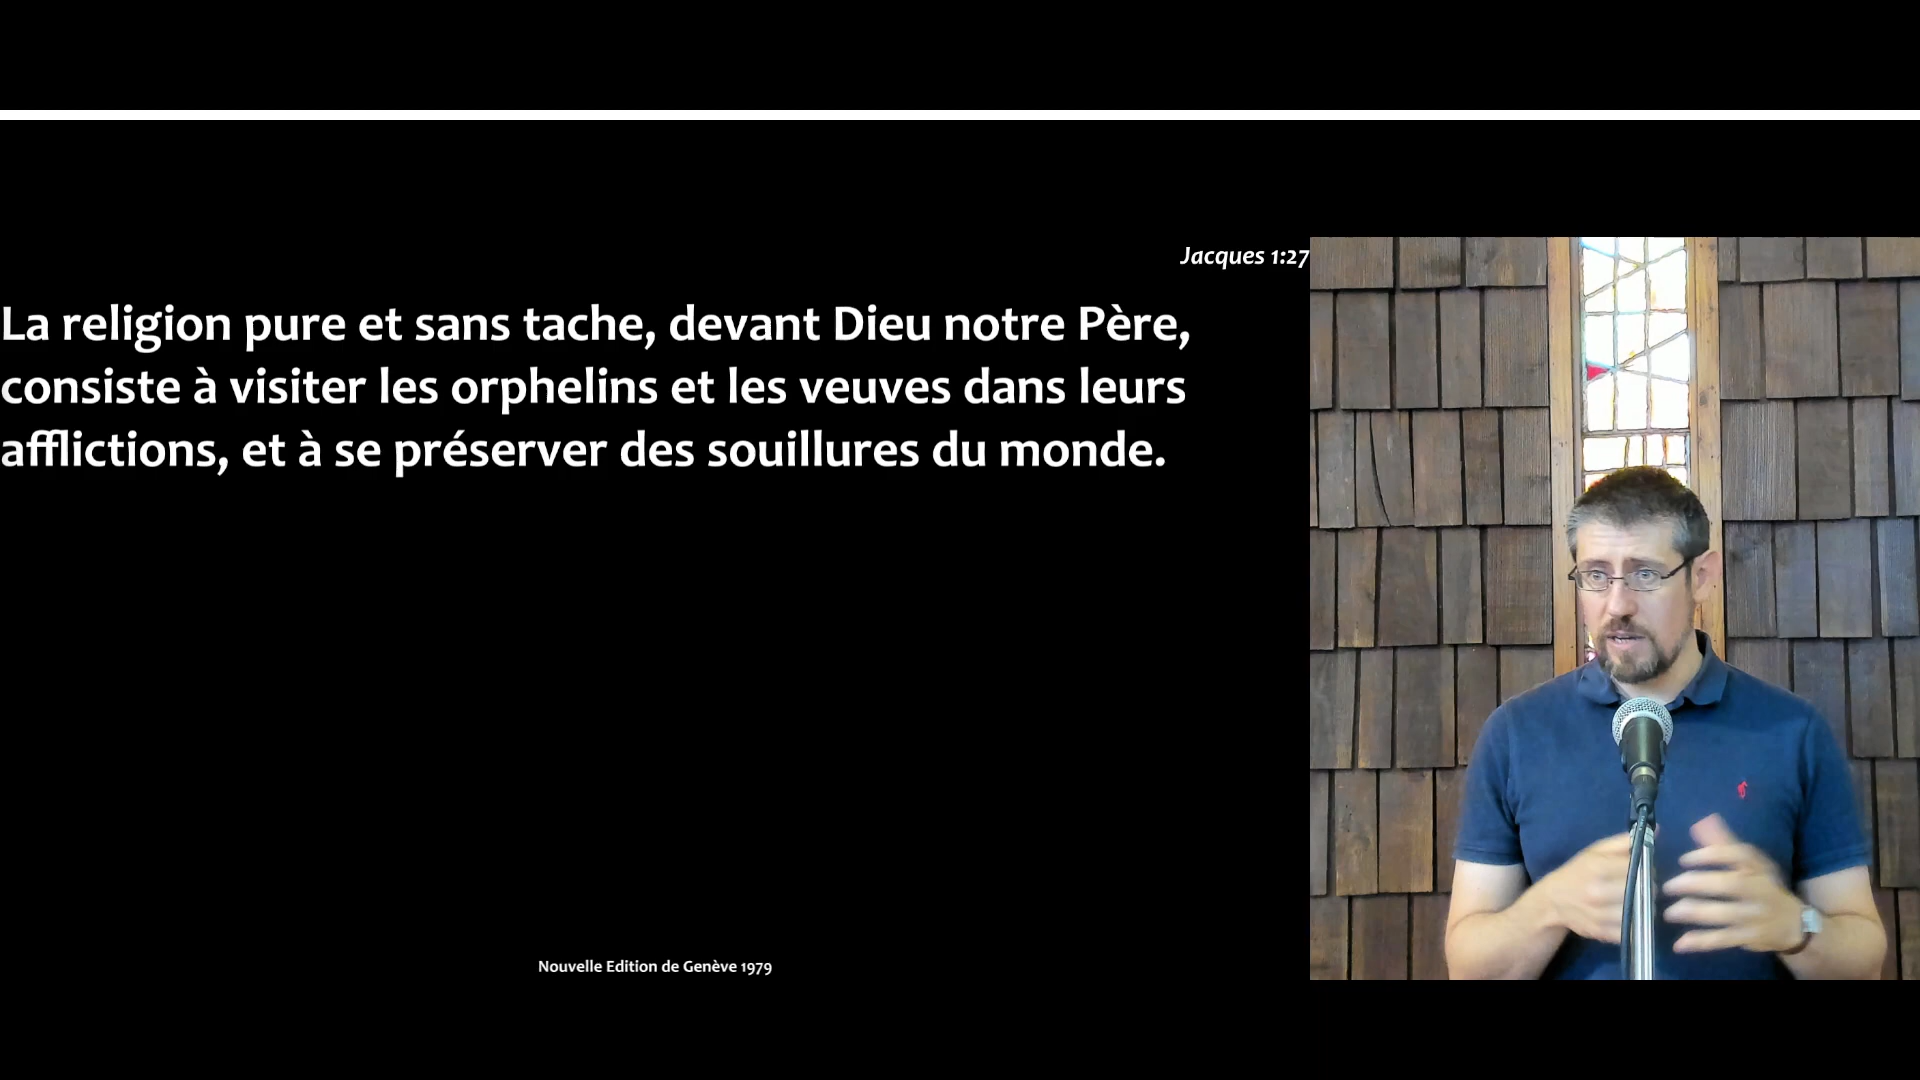 Jacques 1:27
La religion pure et sans tache, devant Dieu notre Père,
consiste à visiter les orphelins et les veuves dans leurs
afflictions, et à se préserver des souillures du monde.
Nouvelle Edition de Genève 1979